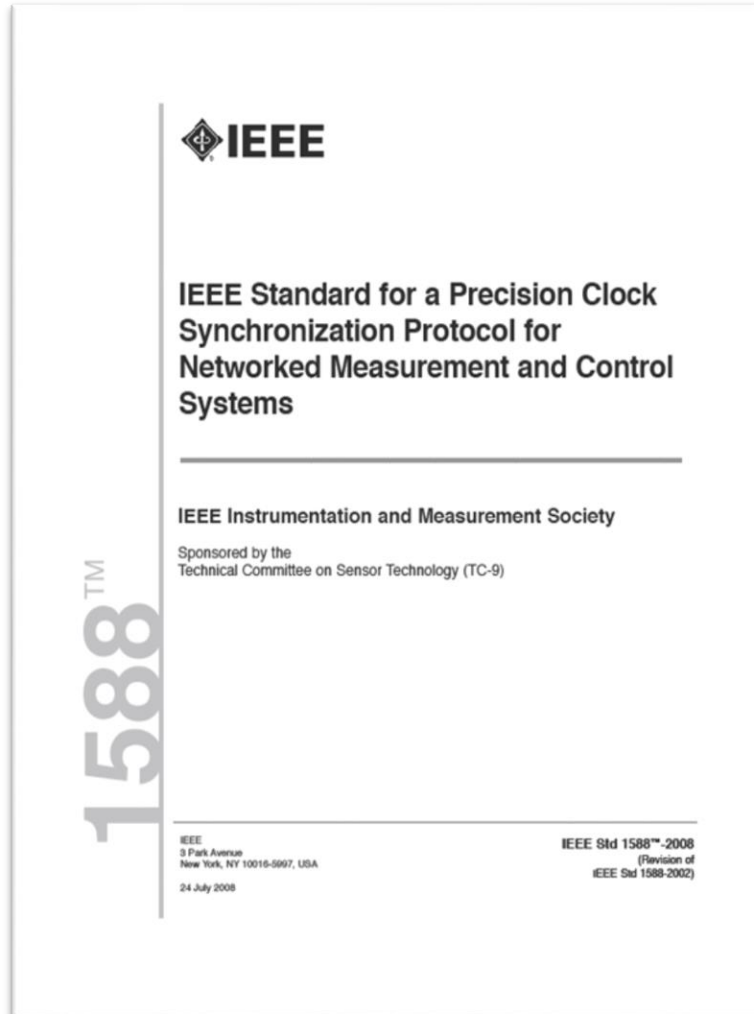 IEEE
IEEE Standard for a Precision Clock
Synchronization Protocol for
Networked Measurement and Control
Systems
IEEE Instrumentation and Measurement Society
Sponsored by the
Technical Committee on Sensor Technology (TC-9)
1588™
IEEE
3 Park Avenue
New York, NY 10016-5997, USA
24 July 2008
IEEE Std 1588™-2008
(Revision of
IEEE Std 1588-2002)